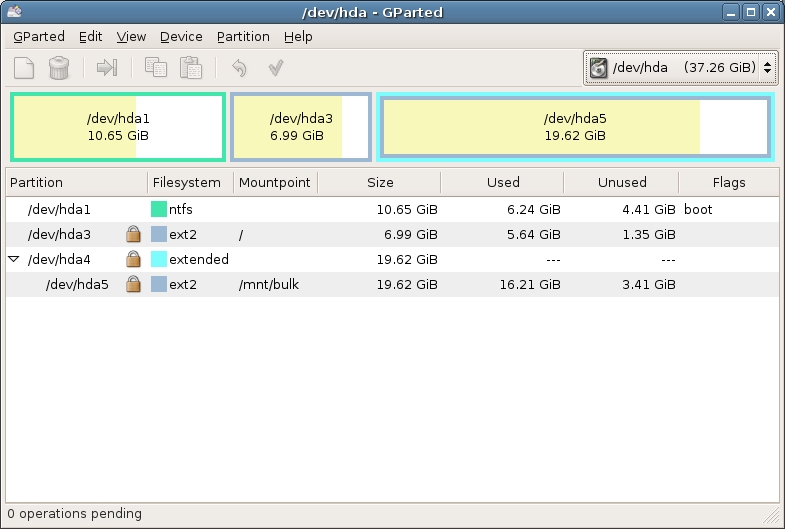 /dev/hda - GParted
GParted Edit View Device Partition Help
/dev/hda (37.26 GiB)
/dev/hda1
10.65 GiB
/dev/hda3
6.99 GiB
/dev/hda5
19.62 GiB
Partition Filesystem Mountpoint Size Used Unused Flags
/dev/hda1 ntfs 10.65 GiB 6.24 GiB 4.41 GiB boot
/dev/hda3 ext2 / 6.99 GiB 5.64 GiB 1.35 GiB
/dev/hda4 extended 19.62 GiB --- ---
/dev/hda5 ext2 /mnt/bulk 19.62 GiB 16.21 GiB 3.41 GiB
0 operations pending